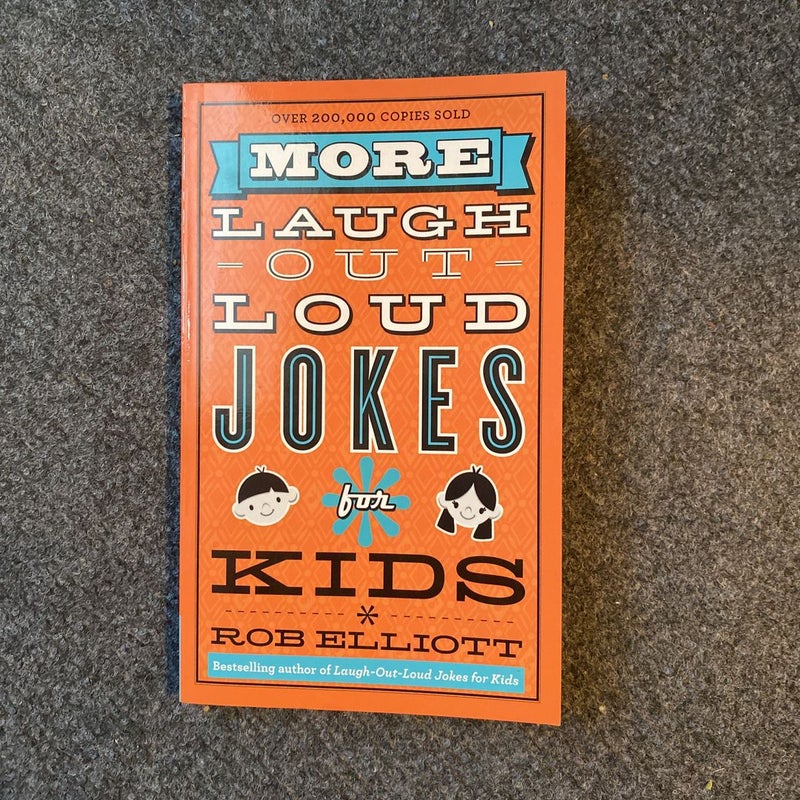 OVER 200,000 COPIES SOLD
MORE
LAUGH
OUT
LOUD
JOKES
for
KIDS
ROB ELLIOTT
Bestselling author of Laugh-Out-Loud Jokes for Kids